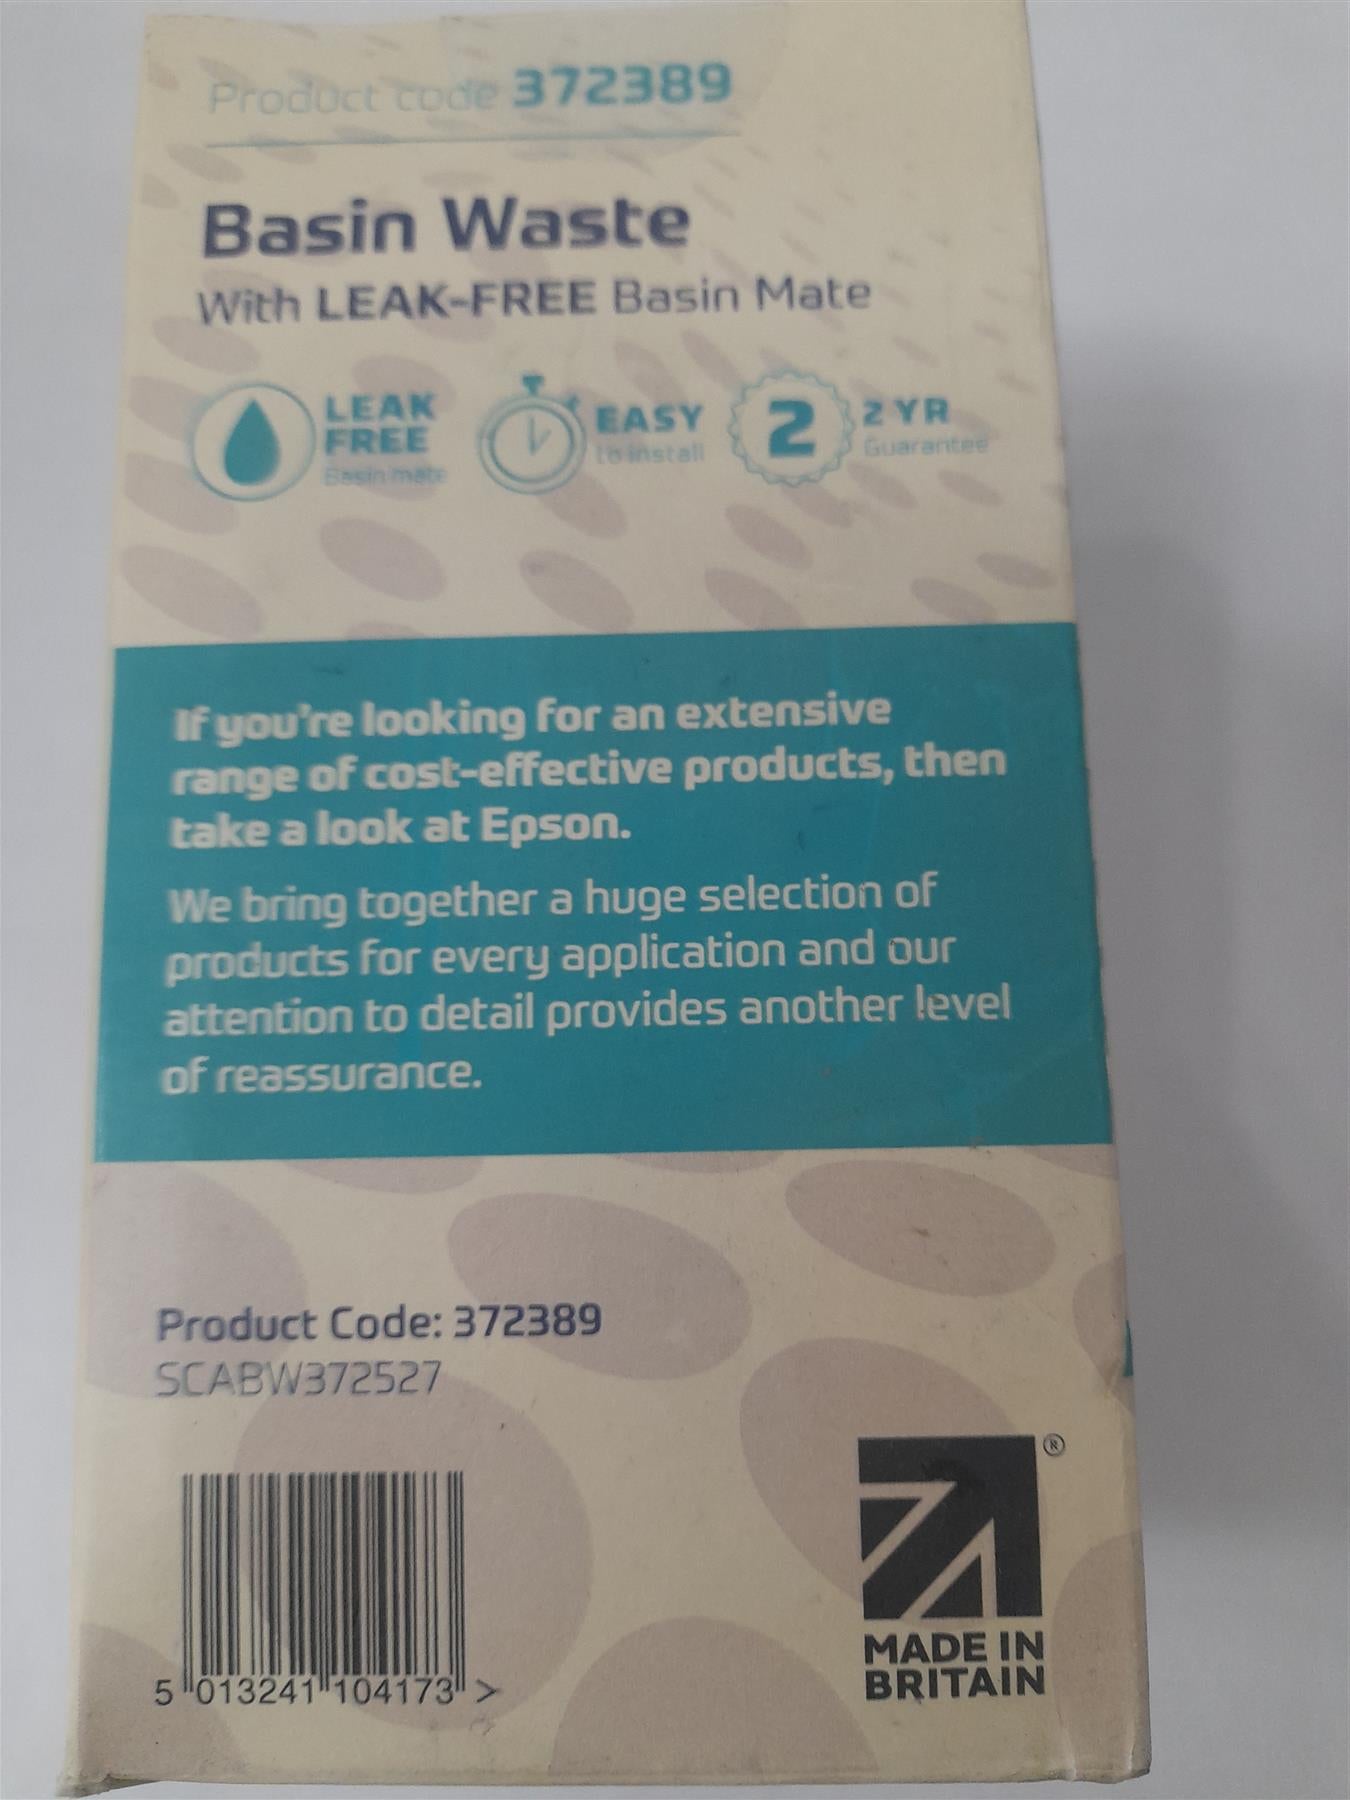 Product code 372389
Basin Waste
With LEAK-FREE Basin Mate
LEAK
FREE
Basin mate
EASY
to install
2
2 YR
Guarantee
If you're looking for an extensive
range of cost-effective products, then
take a look at Epson.
We bring together a huge selection of
products for every application and our
attention to detail provides another level
of reassurance.
Product Code: 372389
SCABW372527
5 013241 104173 >
®
MADE IN
BRITAIN